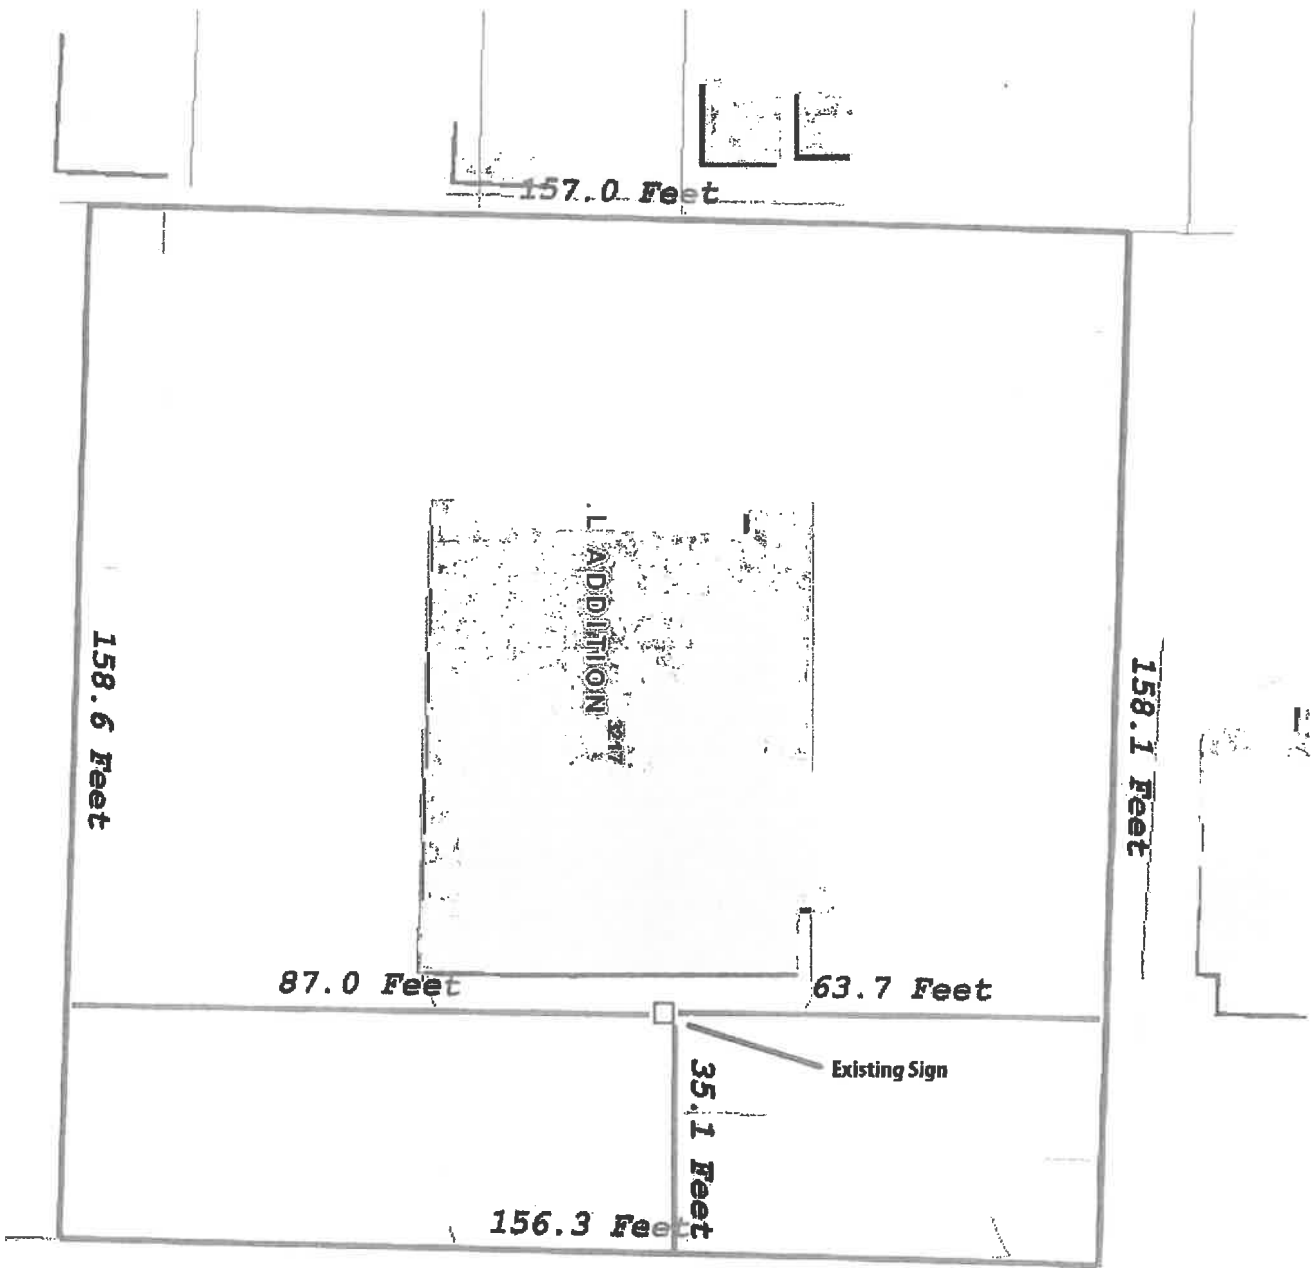 157.0 Feet
.L ADDITION
3217
158.6 Feet
158.1 Feet
87.0 Feet
63.7 Feet
Existing Sign
35.1 Feet
156.3 Feet